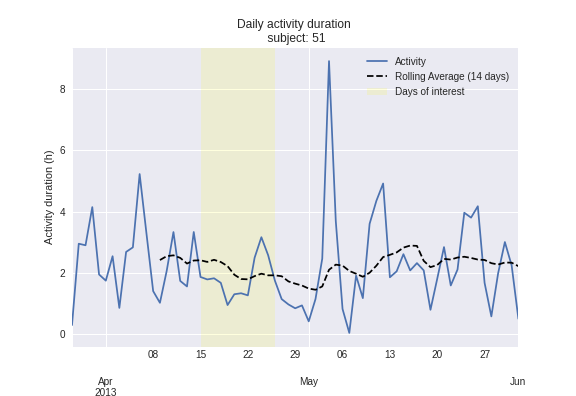 Daily activity duration
subject: 51
Activity
Rolling Average (14 days)
Days of interest
Activity duration (h)
8
6
4
2
0
08
15
22
29
06
13
20
27
Apr
2013
May
Jun